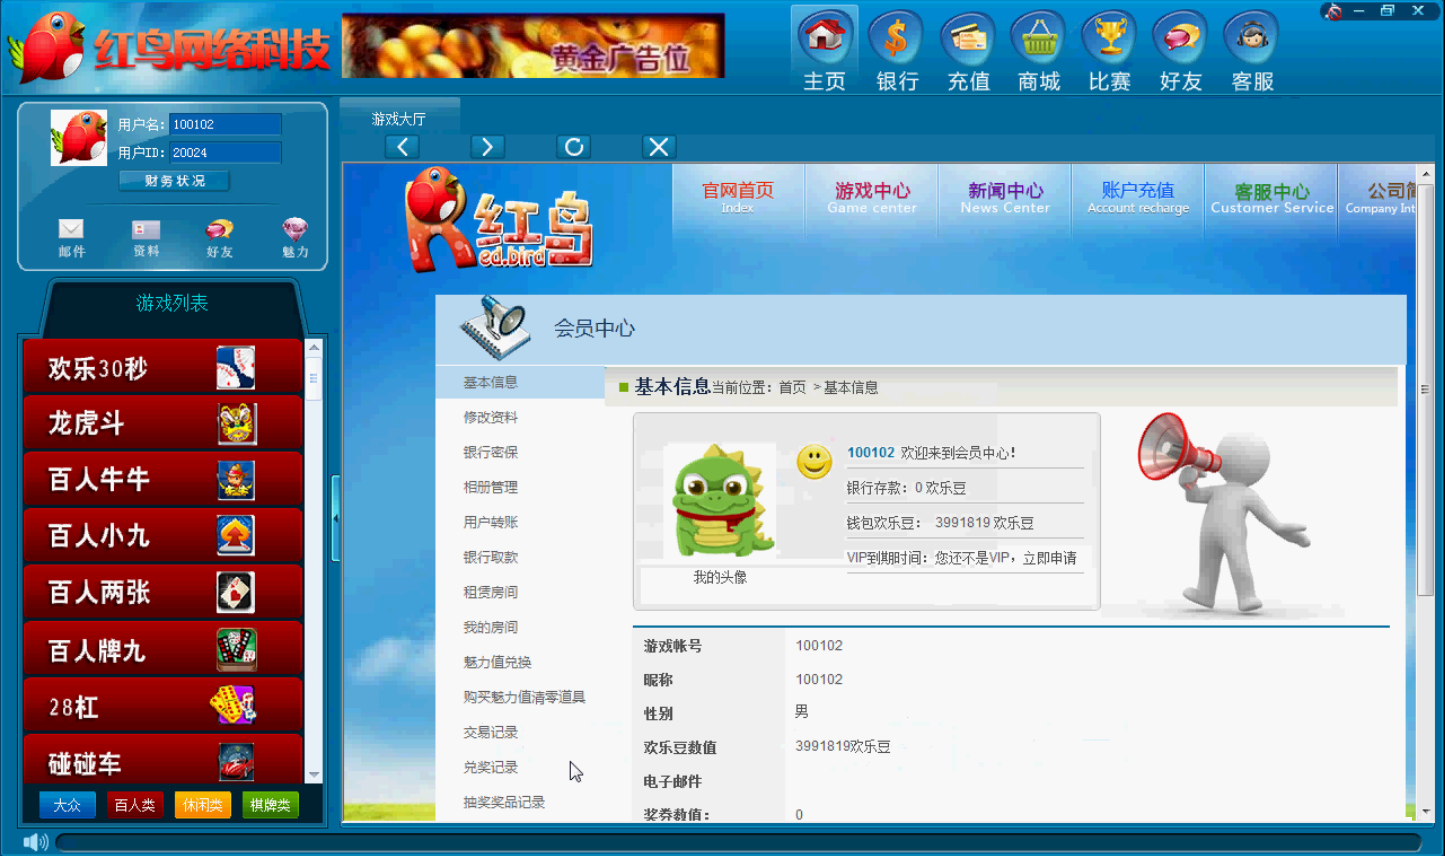 红鸟网络科技
黄金广告位
主页 银行 充值 商城 比赛 好友 客服
用户名: 100102
用户ID: 20024
财务状况
邮件 资料 好友 魅力
游戏列表
欢乐30秒
龙虎斗
百人牛牛
百人小九
百人两张
百人牌九
28杠
碰碰车
大众 百人类 休闲类 棋牌类
游戏大厅
红鸟
Red.bird
官网首页 游戏中心 新闻中心 账户充值 客服中心 公司简
Index Game center News Center Account recharge Customer Service Company Int
会员中心
基本信息
修改资料
银行密保
相册管理
用户转账
银行取款
租赁房间
我的房间
魅力值兑换
购买魅力值清零道具
交易记录
兑奖记录
抽奖奖品记录
基本信息当前位置: 首页 > 基本信息
100102 欢迎来到会员中心!
银行存款: 0 欢乐豆
钱包欢乐豆: 3991819 欢乐豆
VIP到期时间: 您还不是VIP, 立即申请
我的头像
游戏帐号 100102
昵称 100102
性别 男
欢乐豆数值 3991819欢乐豆
电子邮件
奖券数值: 0